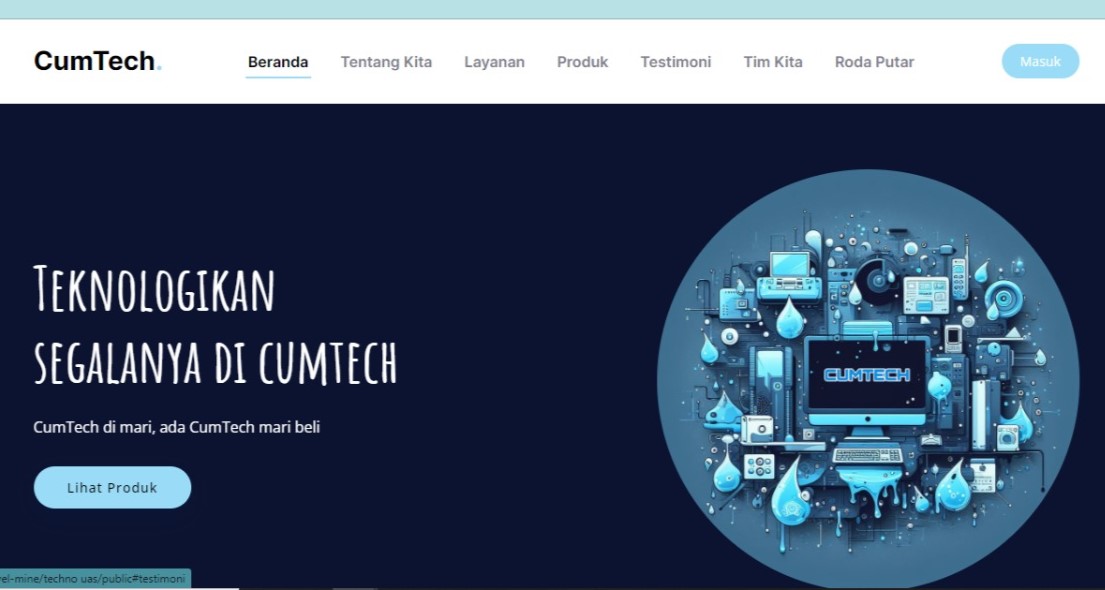 CumTech.
Beranda Tentang Kita Layanan Produk Testimoni Tim Kita Roda Putar Masuk
TEKNOLOGIKAN
SEGALANYA DI CUMTECH
CUMTECH
CumTech di mari, ada CumTech mari beli
Lihat Produk
el-mine/techno uas/public#testimoni